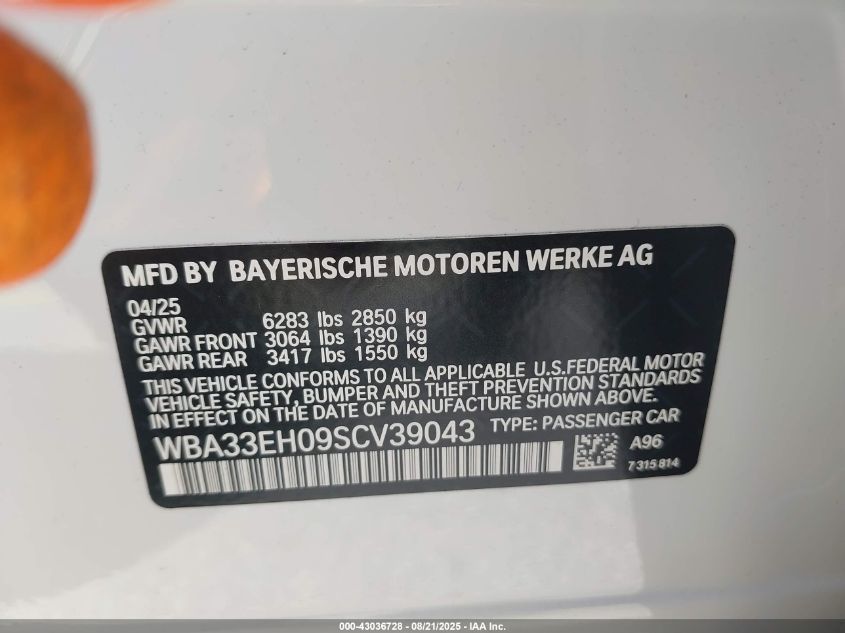 MFD BY BAYERISCHE MOTOREN WERKE AG
04/25
GVWR 6283 lbs 2850 kg
GAWR FRONT 3064 lbs 1390 kg
GAWR REAR 3417 lbs 1550 kg
THIS VEHICLE CONFORMS TO ALL APPLICABLE U.S.FEDERAL MOTOR
VEHICLE SAFETY, BUMPER AND THEFT PREVENTION STANDARDS
IN EFFECT ON THE DATE OF MANUFACTURE SHOWN ABOVE.
WBA33EH09SCV39043 TYPE: PASSENGER CAR
A96
7 315 814
000-43036728 - 08/21/2025 - IAA Inc.